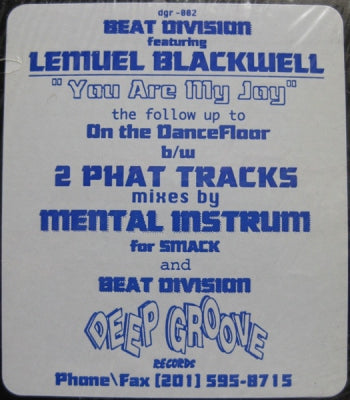 dgr-002
BEAT DIVISION
featuring
LEMUEL BLACKWELL
"You Are My Joy"
the follow up to
On the DanceFloor
b/w
2 PHAT TRACKS
mixes by
MENTAL INSTRUM
for SMACK
and
BEAT DIVISION
DEEP GROOVE
RECORDS
Phone\Fax (201) 595-8715